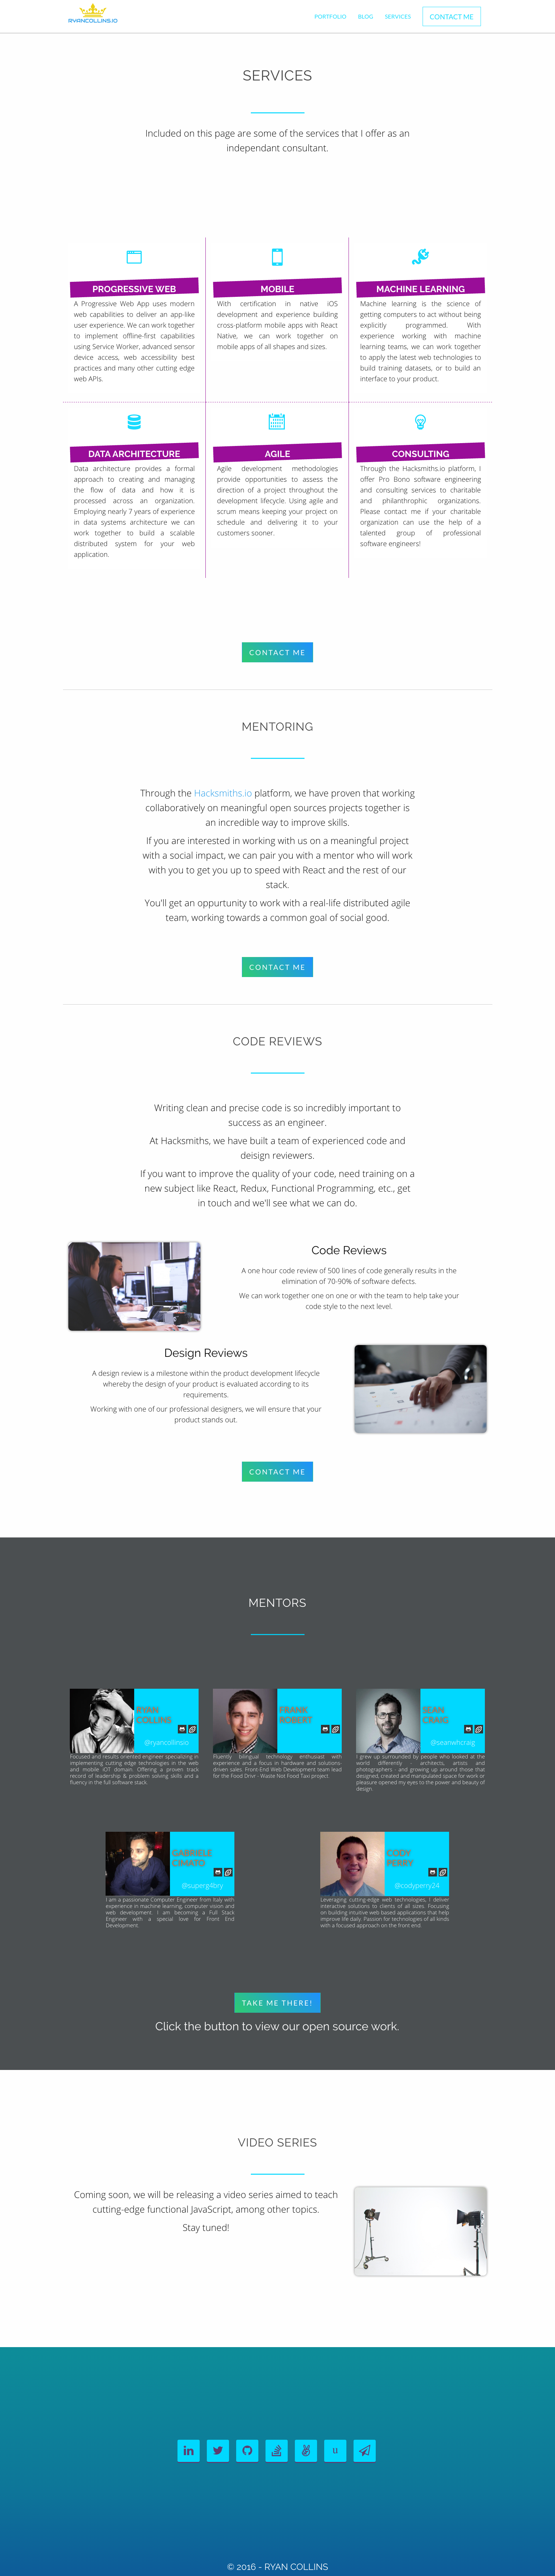 RYANCOLLINS.IO
PORTFOLIO BLOG SERVICES CONTACT ME
SERVICES
Included on this page are some of the services that I offer as an
independant consultant.
PROGRESSIVE WEB
A Progressive Web App uses modern
web capabilities to deliver an app-like
user experience. We can work together
to implement offline-first capabilities
using Service Worker, advanced sensor
device access, web accessibility best
practices and many other cutting edge
web APIs.
MOBILE
With certification in native iOS
development and experience building
cross-platform mobile apps with React
Native, we can work together on
mobile apps of all shapes and sizes.
MACHINE LEARNING
Machine learning is the science of
getting computers to act without being
explicitly programmed. With
experience working with machine
learning teams, we can work together
to apply the latest web technologies to
build training datasets, or to build an
interface to your product.
DATA ARCHITECTURE
Data architecture provides a formal
approach to creating and managing
the flow of data and how it is
processed across an organization.
Employing nearly 7 years of experience
in data systems architecture we can
work together to build a scalable
distributed system for your web
application.
AGILE
Agile development methodologies
provide opportunities to assess the
direction of a project throughout the
development lifecycle. Using agile and
scrum means keeping your project on
schedule and delivering it to your
customers sooner.
CONSULTING
Through the Hacksmiths.io platform, I
offer Pro Bono software engineering
and consulting services to charitable
and philanthrophic organizations.
Please contact me if your charitable
organization can use the help of a
talented group of professional
software engineers!
CONTACT ME
MENTORING
Through the Hacksmiths.io platform, we have proven that working
collaboratively on meaningful open sources projects together is
an incredible way to improve skills.
If you are interested in working with us on a meaningful project
with a social impact, we can pair you with a mentor who will work
with you to get you up to speed with React and the rest of our
stack.
You'll get an oppurtunity to work with a real-life distributed agile
team, working towards a common goal of social good.
CONTACT ME
CODE REVIEWS
Writing clean and precise code is so incredibly important to
success as an engineer.
At Hacksmiths, we have built a team of experienced code and
deisign reviewers.
If you want to improve the quality of your code, need training on a
new subject like React, Redux, Functional Programming, etc., get
in touch and we'll see what we can do.
Code Reviews
A one hour code review of 500 lines of code generally results in the
elimination of 70-90% of software defects.
We can work together one on one or with the team to help take your
code style to the next level.
Design Reviews
A design review is a milestone within the product development lifecycle
whereby the design of your product is evaluated according to its
requirements.
Working with one of our professional designers, we will ensure that your
product stands out.
CONTACT ME
MENTORS
RYAN
COLLINS
@ryancollinsio
Focused and results oriented engineer specializing in
implementing cutting edge technologies in the web
and mobile iOT domain. Offering a proven track
record of leadership & problem solving skills and a
fluency in the full software stack.
FRANK
ROBERT
Fluently bilingual technology enthusiast with
experience and a focus in hardware and solutions-
driven sales. Front End Web Development team lead
for the Food Drivr - Waste Not Food Taxi project.
SEAN
CRAIG
@seanwhcraig
I grew up surrounded by people who looked at the
world differently - architects, artists and
photographers - and growing up around those that
designed, created and manipulated space for work or
pleasure opened my eyes to the power and beauty of
design.
GABRIELE
@superg4bry
I am a passionate Computer Engineer from Italy with
experience in machine learning, computer vision and
web development. I am becoming a Full Stack
Engineer with a special love for Front End
Development.
CODY
PERRY
@codyperry24
Leveraging cutting-edge web technologies, I deliver
interactive solutions to clients of all sizes. Focusing
on building intuitive web based applications that help
improve life daily. Passion for technologies of all kinds
with a focused approach on the front end.
TAKE ME THERE!
Click the button to view our open source work.
VIDEO SERIES
Coming soon, we will be releasing a video series aimed to teach
cutting-edge functional JavaScript, among other topics.
Stay tuned!
© 2016 - RYAN COLLINS